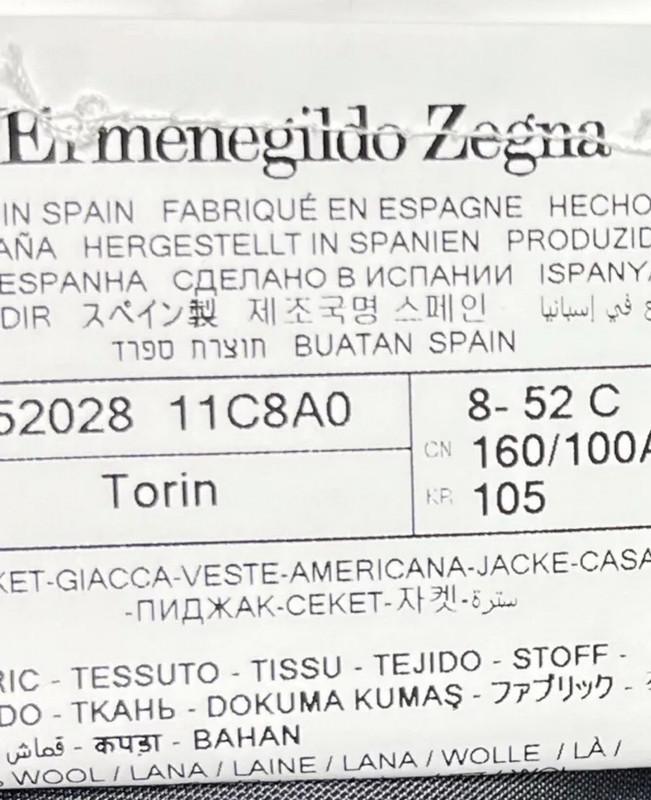 Ermenegildo Zegna
IN SPAIN FABRIQUÉ EN ESPAGNE HECHO
AÑA HERGESTELLT IN SPANIEN PRODUZID
ESPANHA СДЕЛАНО В ИСПАНИИ ISPANYA
DIR スペイン製 제조국명 스페인 في إسبانيا
תוצרת ספרד BUATAN SPAIN
52028 11C8A0
8- 52 C
CN 160/100A
KR 105
Torin
KET-GIACCA-VESTE-AMERICANA-JACKE-CASA
-ПИДЖАК-CEKET-자켓-سترة
RIC - TESSUTO - TISSU - TEJIDO - STOFF -
DO - ТКАНЬ - DOKUMA KUMAŞ - ファブリック -
قماش - कपड़ा - BAHAN
WOOL / LANA / LAINE / LANA / WOLLE / LÀ /